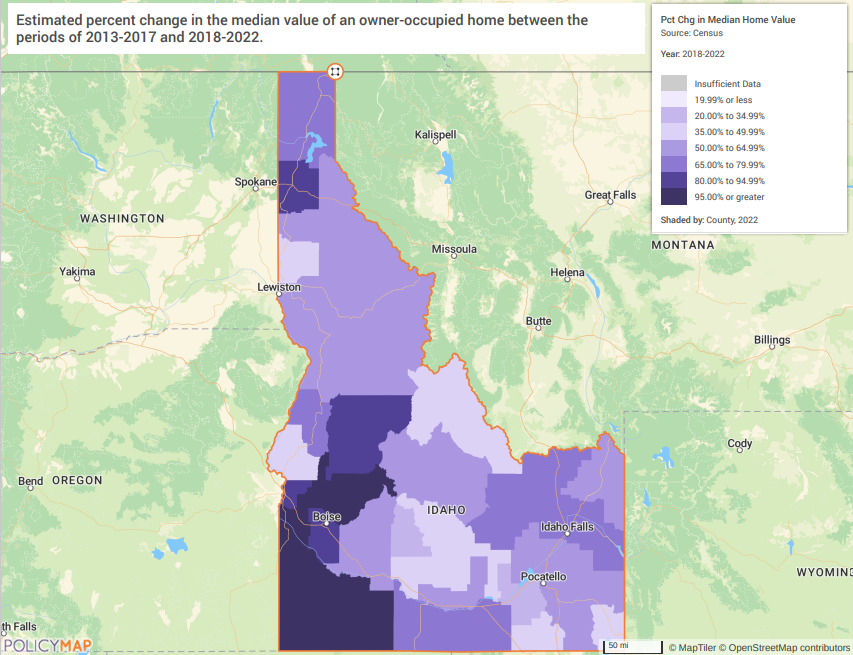 Estimated percent change in the median value of an owner-occupied home between the
periods of 2013-2017 and 2018-2022.
Pct Chg in Median Home Value
Source: Census
Year: 2018-2022
Insufficient Data
19.99% or less
20.00% to 34.99%
35.00% to 49.99%
50.00% to 64.99%
65.00% to 79.99%
80.00% to 94.99%
95.00% or greater
Shaded by: County, 2022
Kalispell
Spokane
Great Falls
WASHINGTON
MONTANA
Missoula
Yakima
Helena
Lewiston
Butte
Billings
Cody
Bend
OREGON
IDAHO
Boise
Idaho Falls
WYOMING
Pocatello
th Falls
POLICYMAP
50 mi
© MapTiler © OpenStreetMap contributors